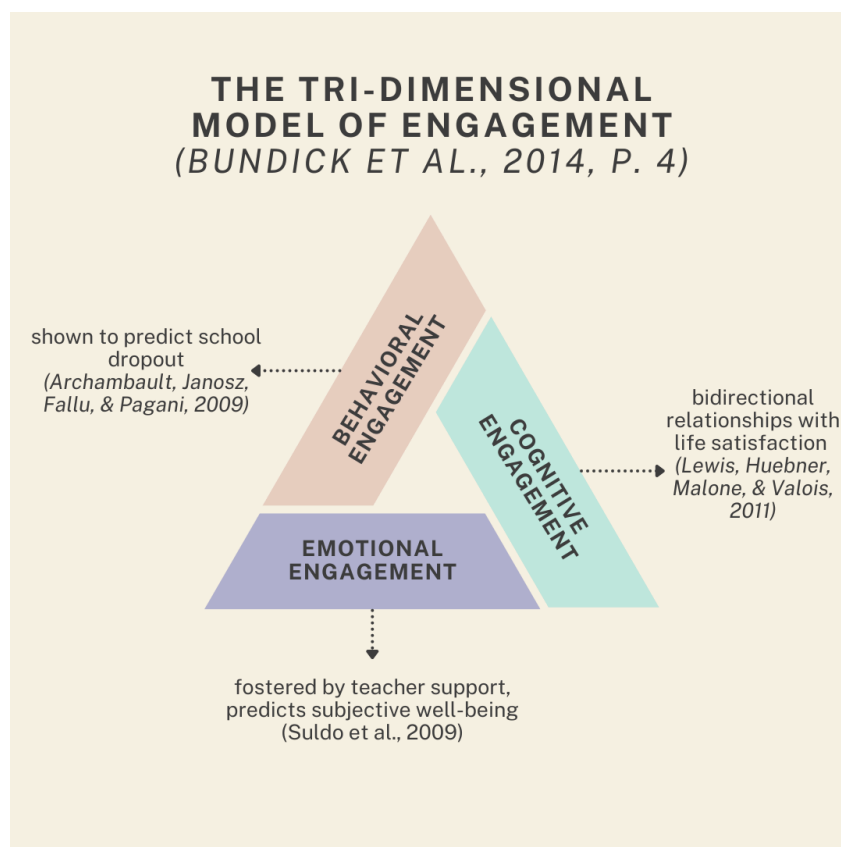 THE TRI-DIMENSIONAL
MODEL OF ENGAGEMENT
(BUNDICK ET AL., 2014, P. 4)
shown to predict school
dropout
(Archambault, Janosz,
Fallu, & Pagani, 2009)
BEHAVIORAL
ENGAGEMENT
COGNITIVE
ENGAGEMENT
bidirectional
relationships with
life satisfaction
(Lewis, Huebner,
Malone, & Valois,
2011)
EMOTIONAL
ENGAGEMENT
fostered by teacher support,
predicts subjective well-being
(Suldo et al., 2009)